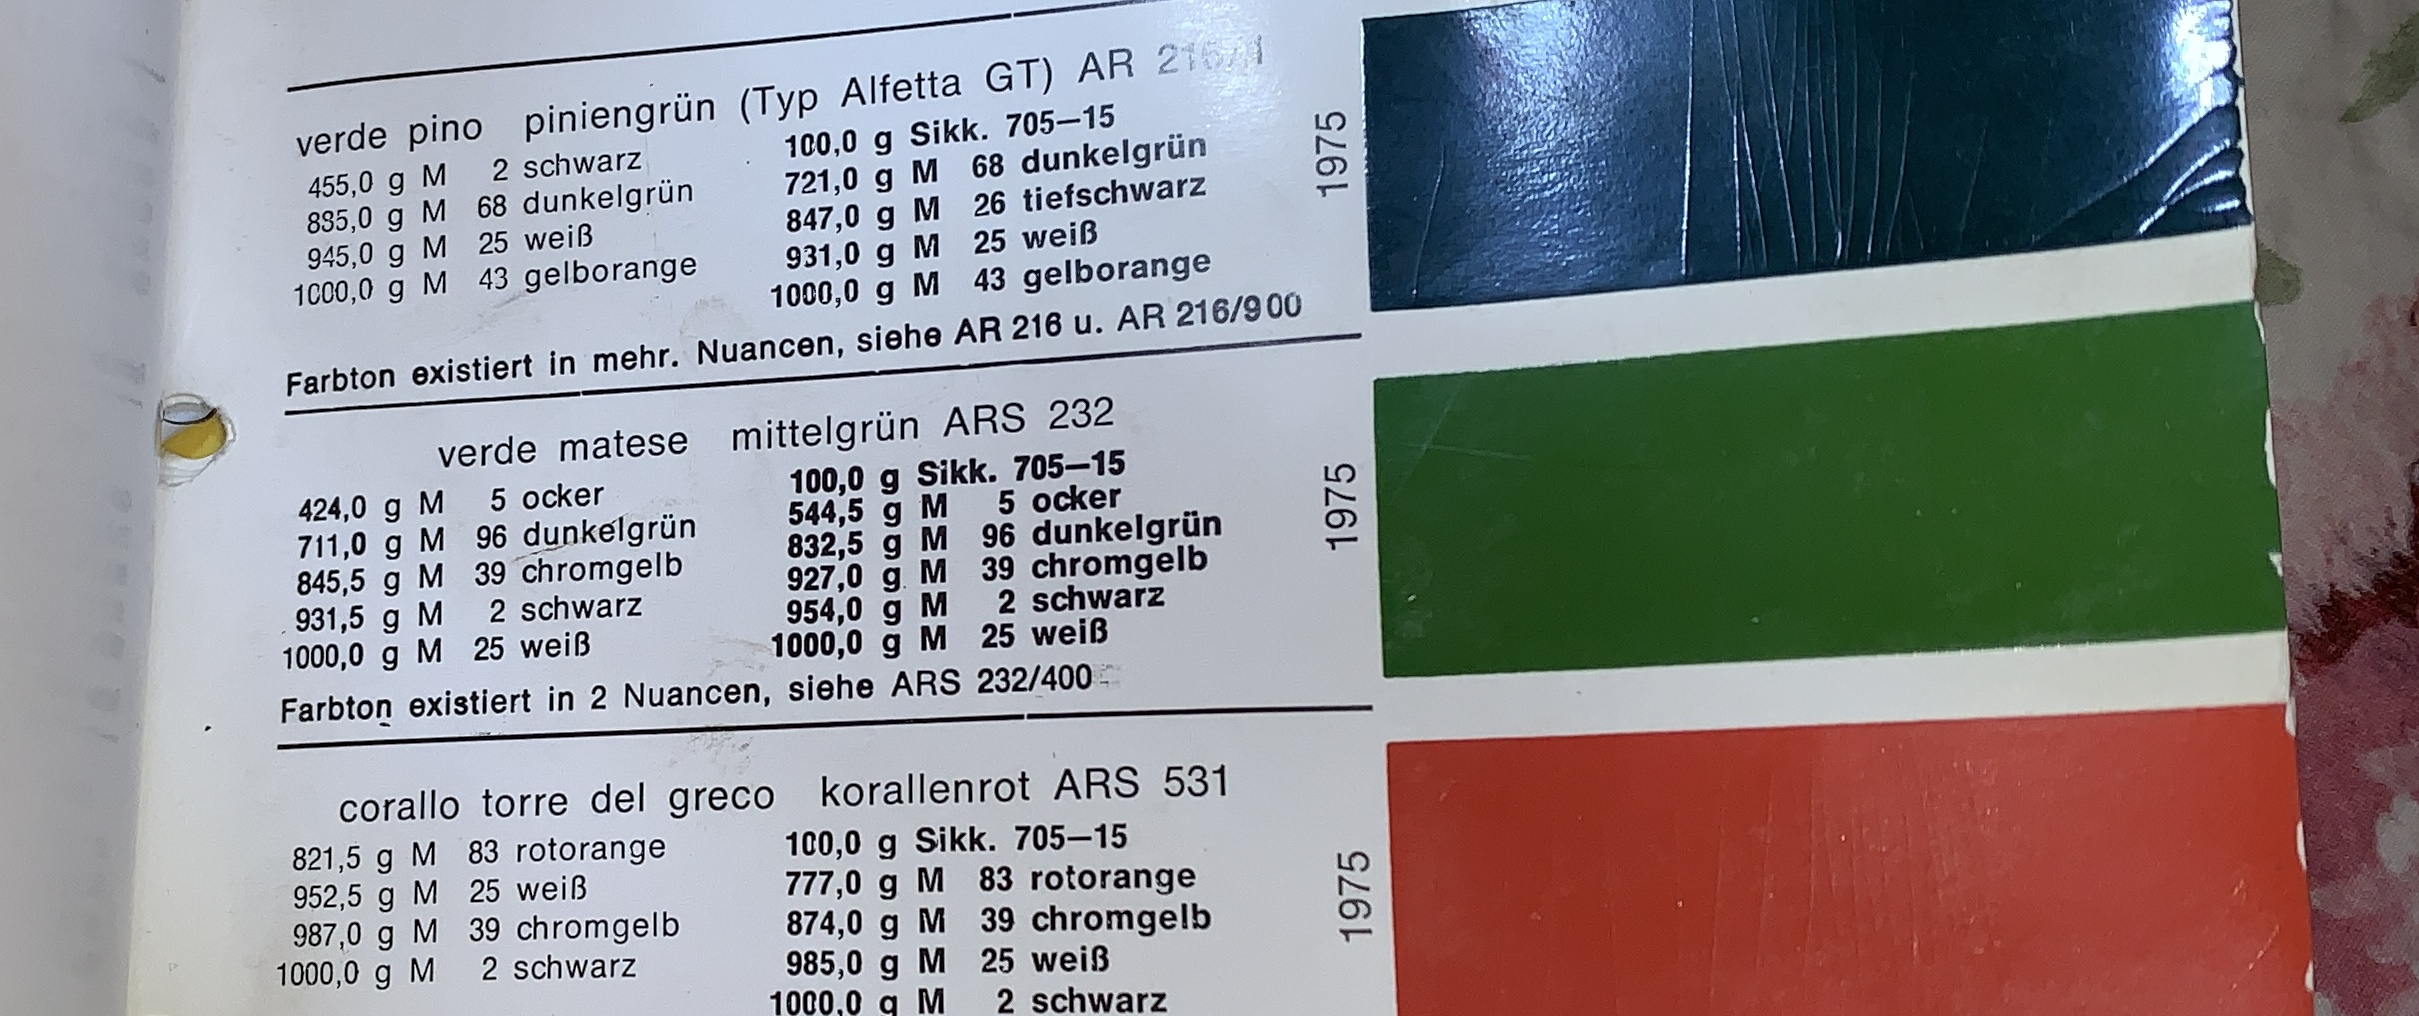 verde pino piniengrün (Typ Alfetta GT) AR 216/1
455,0 g M 2 schwarz
885,0 g M 68 dunkelgrün
945,0 g M 25 weiß
1000,0 g M 43 gelborange
100,0 g Sikk. 705—15
721,0 g M 68 dunkelgrün
847,0 g M 26 tiefschwarz
931,0 g M 25 weiß
1000,0 g M 43 gelborange
1975
Farbton existiert in mehr. Nuancen, siehe AR 216 u. AR 216/900
verde matese mittelgrün ARS 232
424,0 g M 5 ocker
711,0 g M 96 dunkelgrün
845,5 g M 39 chromgelb
931,5 g M 2 schwarz
1000,0 g M 25 weiß
100,0 g Sikk. 705—15
544,5 g M 5 ocker
832,5 g M 96 dunkelgrün
927,0 g M 39 chromgelb
954,0 g M 2 schwarz
1000,0 g M 25 weiß
1975
Farbton existiert in 2 Nuancen, siehe ARS 232/400
corallo torre del greco korallenrot ARS 531
821,5 g M 83 rotorange
952,5 g M 25 weiß
987,0 g M 39 chromgelb
1000,0 g M 2 schwarz
100,0 g Sikk. 705—15
777,0 g M 83 rotorange
874,0 g M 39 chromgelb
985,0 g M 25 weiß
1000,0 g M 2 schwarz
1975